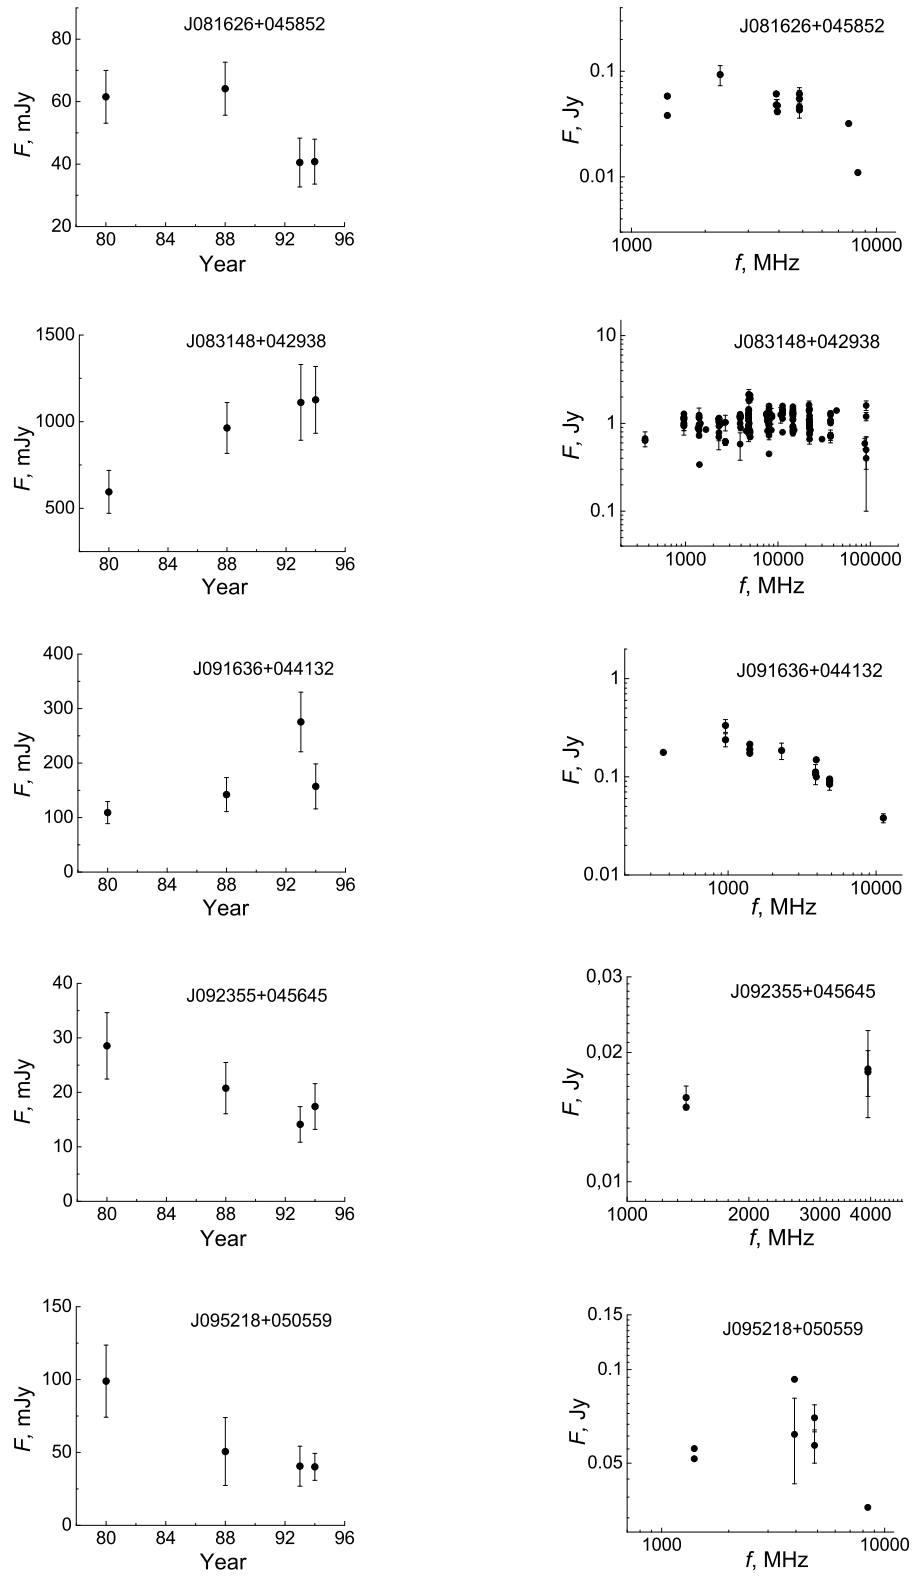 J081626+045852
F, mJy
80
60
40
20
80 84 88 92 96
Year
J081626+045852
F, Jy
0.1
0.01
1000 10000
f, MHz
J083148+042938
F, mJy
1500
1000
500
80 84 88 92 96
Year
J083148+042938
F, Jy
10
1
0.1
1000 10000 100000
f, MHz
J091636+044132
F, mJy
400
300
200
100
0
80 84 88 92 96
Year
J091636+044132
F, Jy
1
0.1
0.01
1000 10000
f, MHz
J092355+045645
F, mJy
40
30
20
10
0
80 84 88 92 96
Year
J092355+045645
F, Jy
0,03
0,02
0,01
1000 2000 3000 4000
f, MHz
J095218+050559
F, mJy
150
100
50
0
80 84 88 92 96
Year
J095218+050559
F, Jy
0.15
0.1
0.05
1000 10000
f, MHz